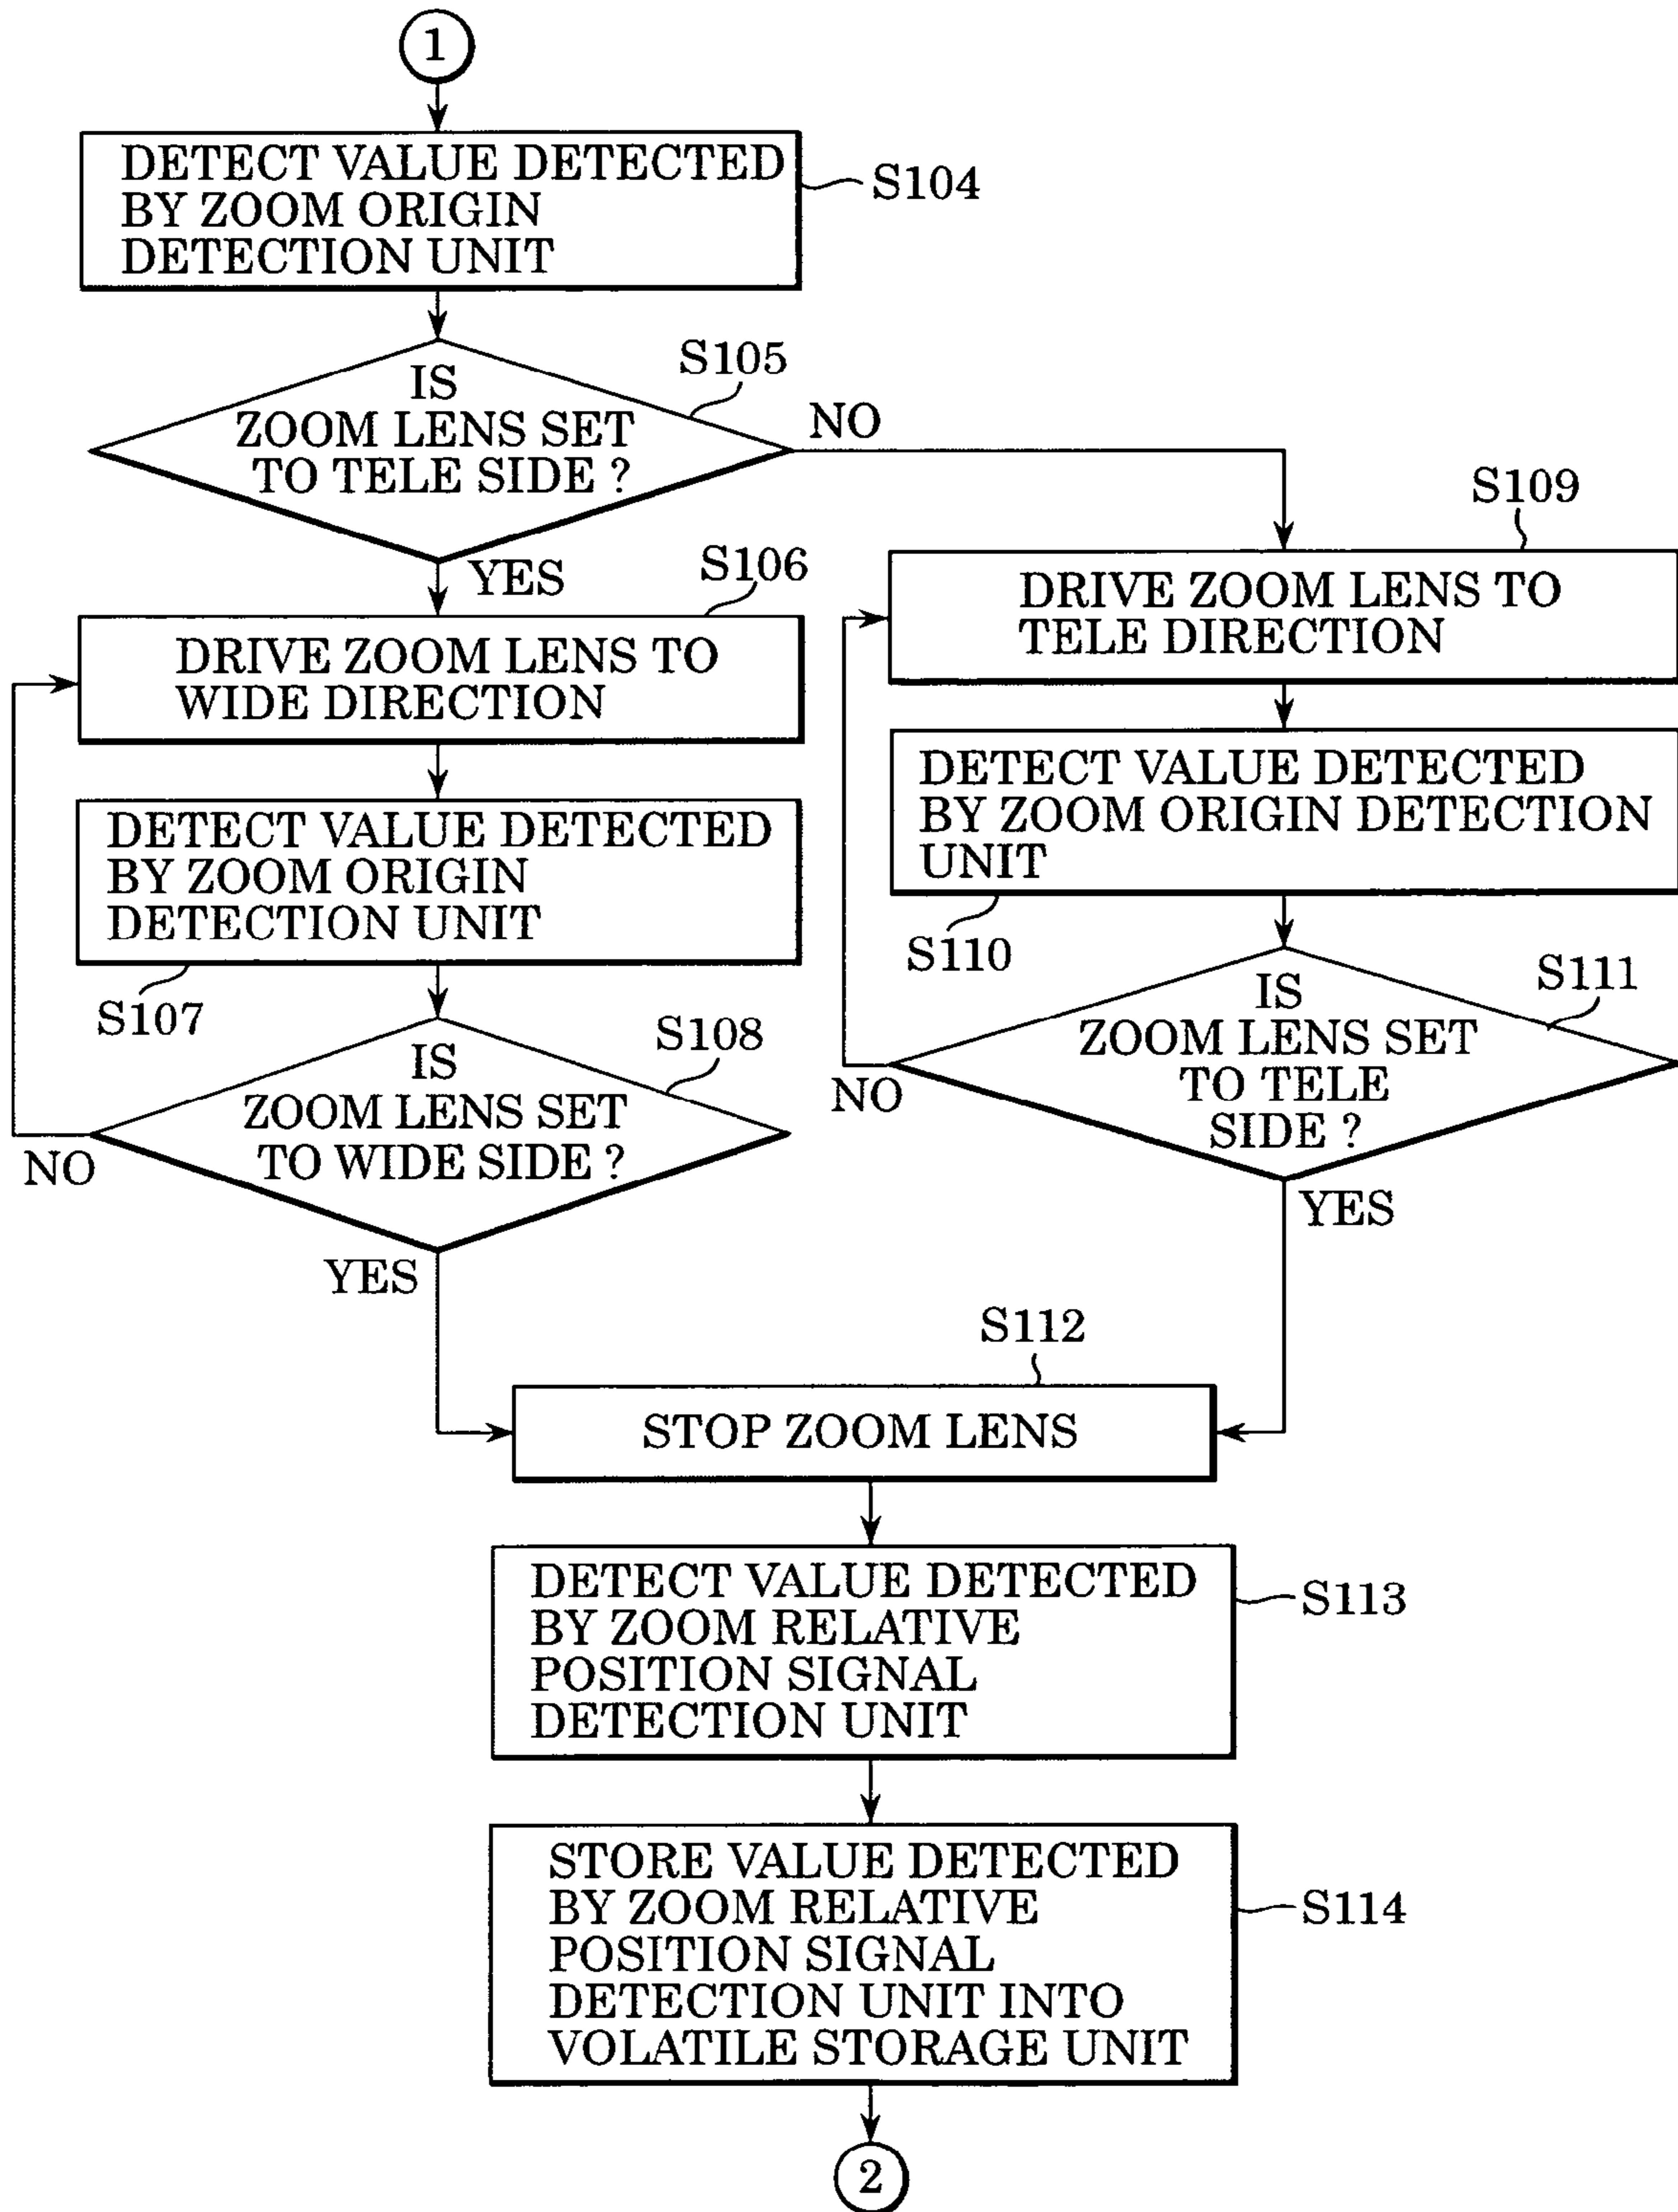 1
DETECT VALUE DETECTED
BY ZOOM ORIGIN
DETECTION UNIT
S104
IS
ZOOM LENS SET
TO TELE SIDE ?
S105
NO
YES
S106
DRIVE ZOOM LENS TO
WIDE DIRECTION
DETECT VALUE DETECTED
BY ZOOM ORIGIN
DETECTION UNIT
S107
IS
ZOOM LENS SET
TO WIDE SIDE ?
S108
NO
YES
S109
DRIVE ZOOM LENS TO
TELE DIRECTION
DETECT VALUE DETECTED
BY ZOOM ORIGIN DETECTION
UNIT
S110
IS
ZOOM LENS SET
TO TELE
SIDE ?
S111
NO
YES
S112
STOP ZOOM LENS
DETECT VALUE DETECTED
BY ZOOM RELATIVE
POSITION SIGNAL
DETECTION UNIT
S113
STORE VALUE DETECTED
BY ZOOM RELATIVE
POSITION SIGNAL
DETECTION UNIT INTO
VOLATILE STORAGE UNIT
S114
2